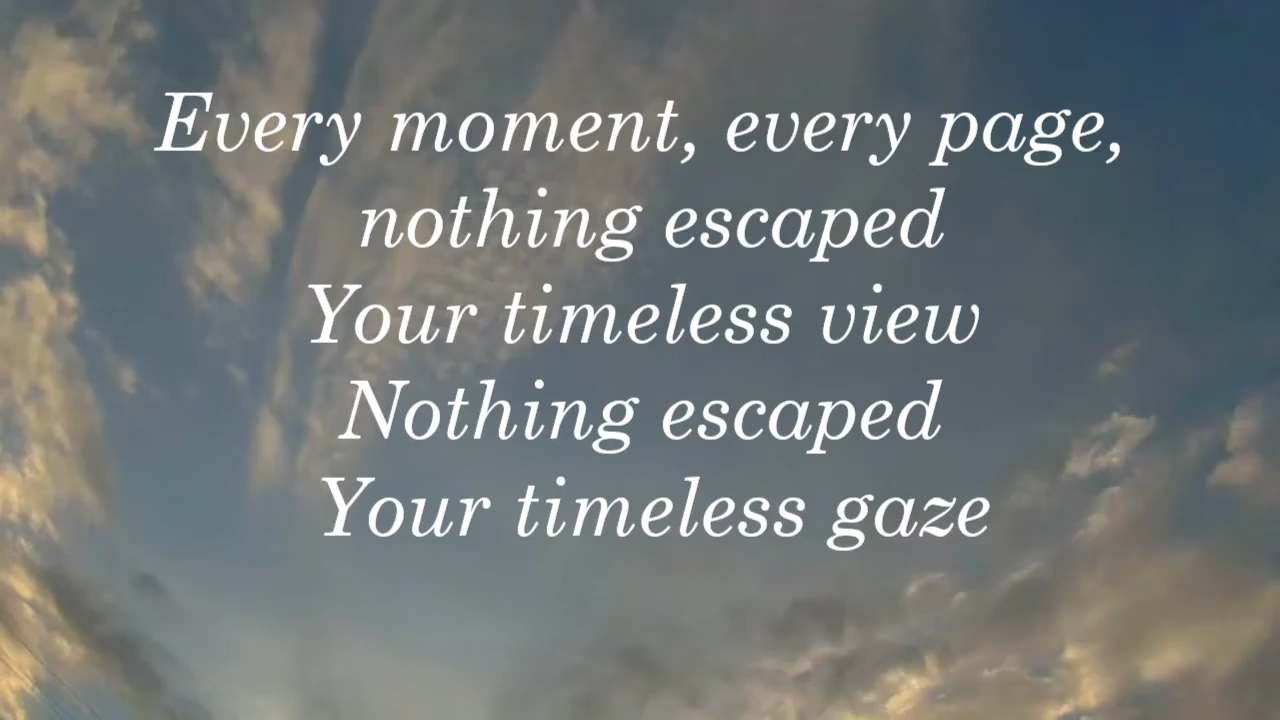 Every moment, every page,
nothing escaped
Your timeless view
Nothing escaped
Your timeless gaze